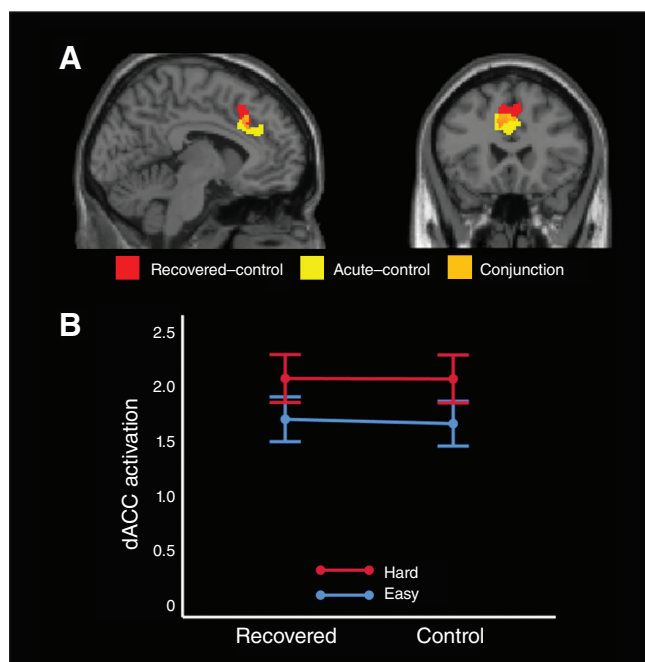 A
Recovered–control Acute–control Conjunction
B
dACC activation
2.5
2.0
1.5
1.0
0.5
0
Hard
Easy
Recovered Control